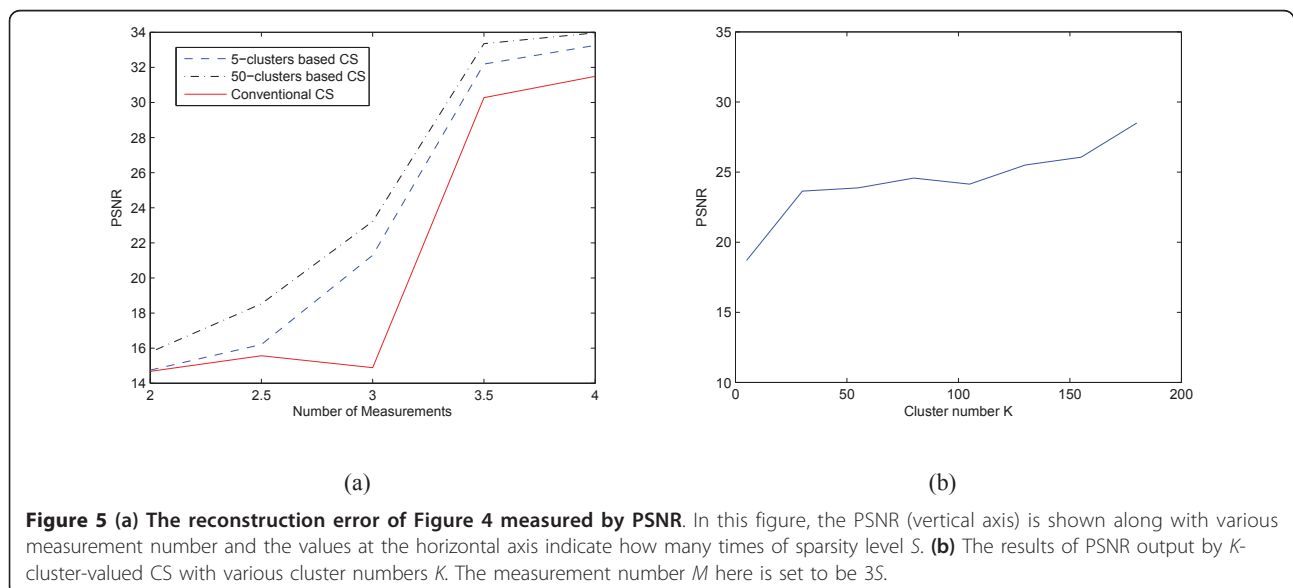 34
32
30
28
26
24
22
20
18
16
14
PSNR
5−clusters based CS
50−clusters based CS
Conventional CS
2 2.5 3 3.5 4
Number of Measurements
(a)
35
30
25
20
15
10
PSNR
0 50 100 150 200
Cluster number K
(b)
Figure 5 (a) The reconstruction error of Figure 4 measured by PSNR. In this figure, the PSNR (vertical axis) is shown along with various
measurement number and the values at the horizontal axis indicate how many times of sparsity level S. (b) The results of PSNR output by K-
cluster-valued CS with various cluster numbers K. The measurement number M here is set to be 3S.